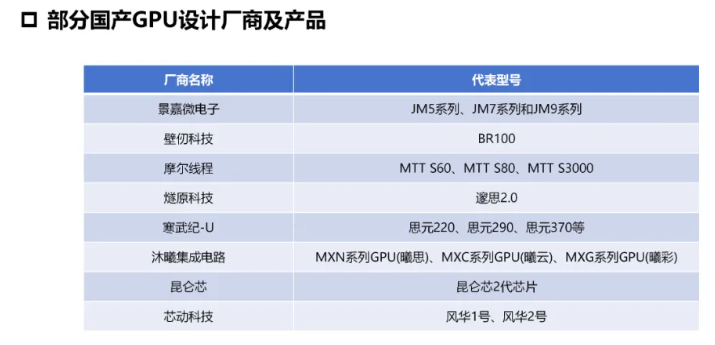 部分国产GPU设计厂商及产品
厂商名称 代表型号
景嘉微电子 JM5系列、JM7系列和JM9系列
壁仞科技 BR100
摩尔线程 MTT S60、MTT S80、MTT S3000
燧原科技 邃思2.0
寒武纪-U 思元220、思元290、思元370等
沐曦集成电路 MXN系列GPU(曦思)、MXC系列GPU(曦云)、MXG系列GPU(曦彩)
昆仑芯 昆仑芯2代芯片
芯动科技 风华1号、风华2号